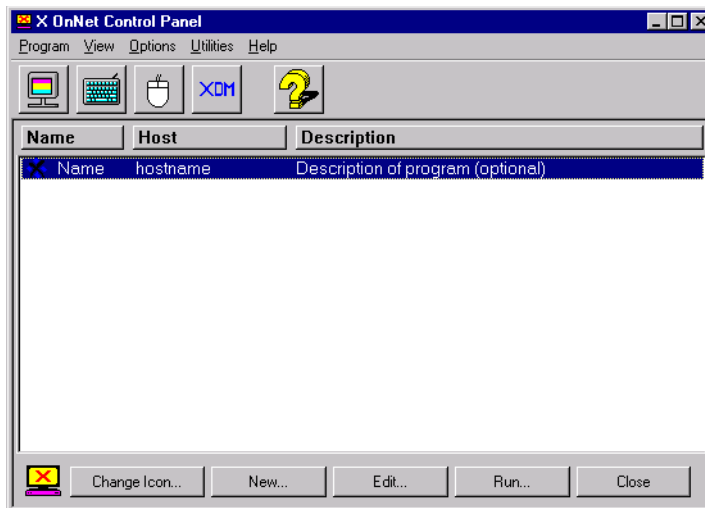 X OnNet Control Panel
Program View Options Utilities Help
XDM
Name Host Description
Name hostname Description of program (optional)
Change Icon... New... Edit... Run... Close